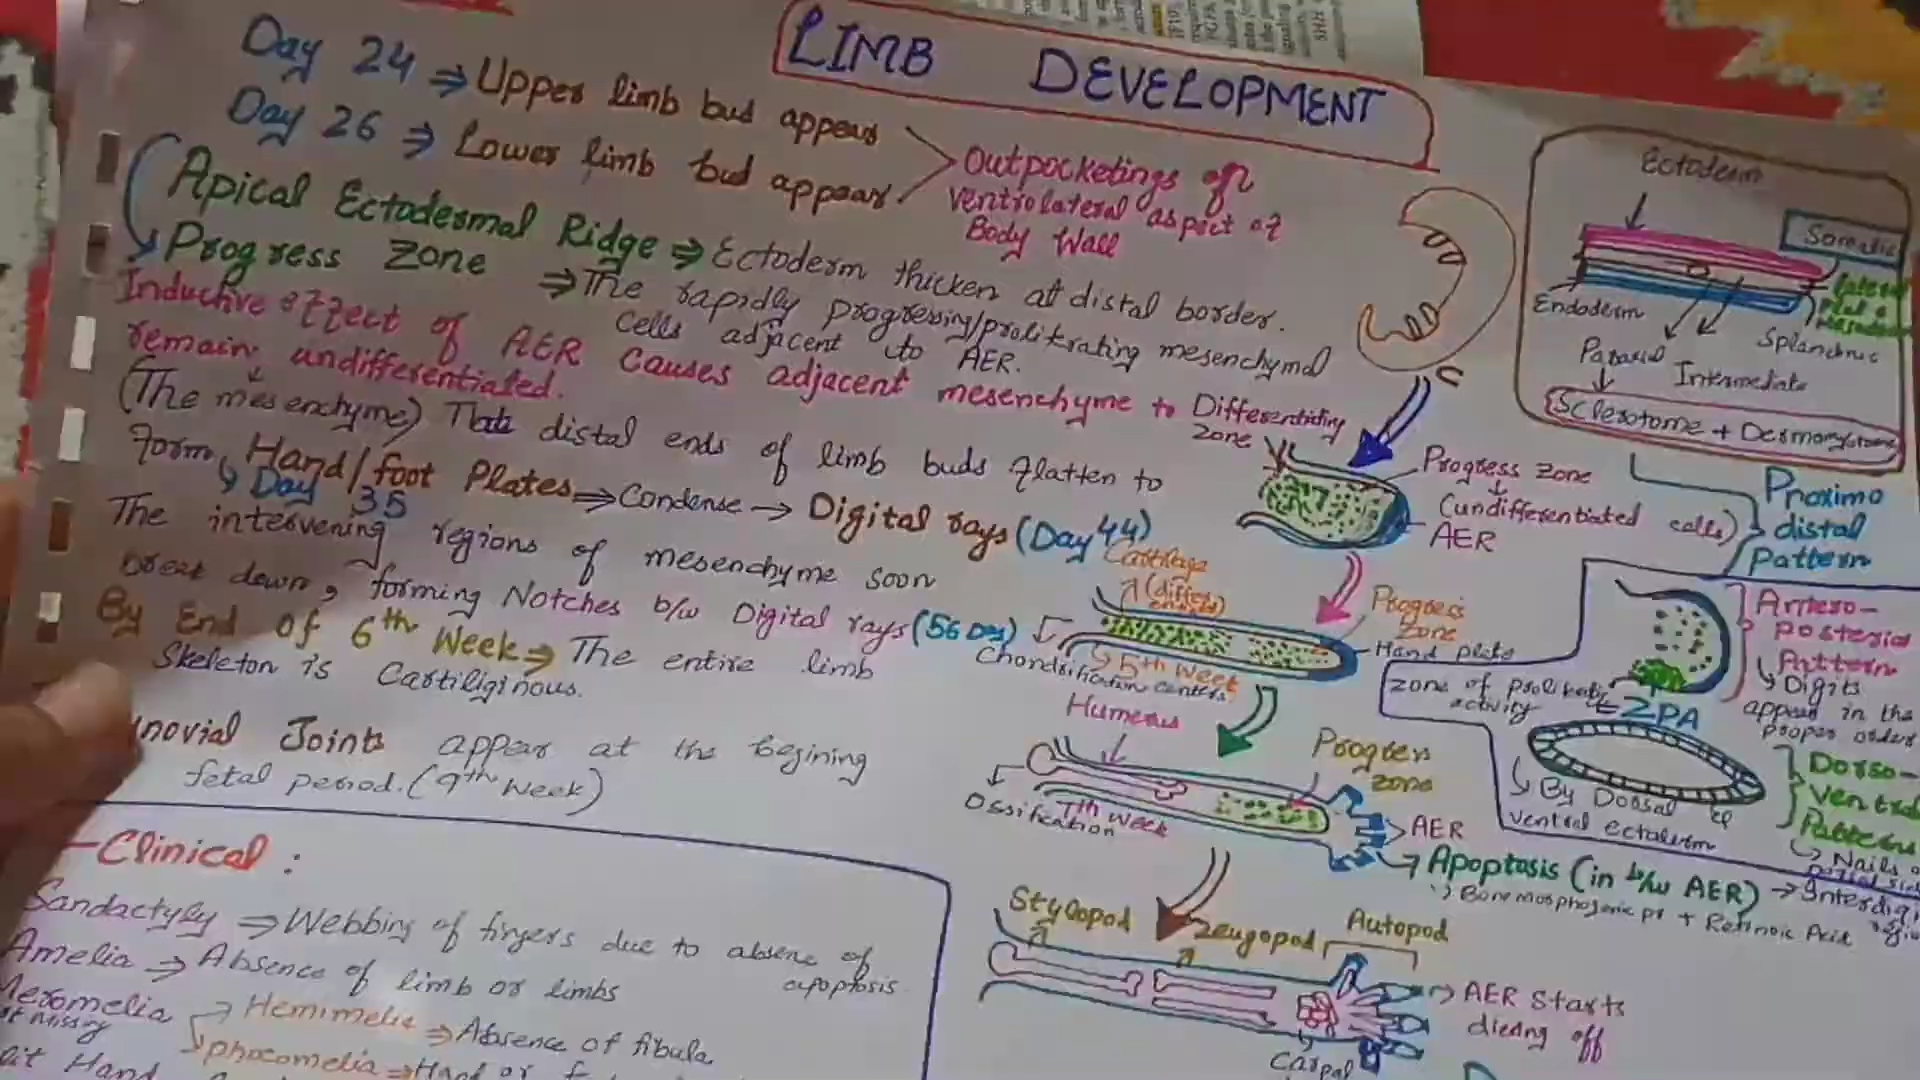 LIMB DEVELOPMENT
Day 24 ⇒ Upper limb bud appears
Day 26 ⇒ Lower limb bud appears
Outpocketings of
ventrolateral aspect of
Body Wall
Apical Ectodermal Ridge ⇒ Ectoderm thicken at distal border.
Progress Zone ⇒ The rapidly progressing/proliferating mesenchymal
cells adjacent to AER.
Inductive effect of AER causes adjacent mesenchyme to
remain undifferentiated.
(The mesenchyme) The distal ends of limb buds flatten to
form Hand/foot Plates ⇒ Condense → Digital rays (Day 44)
Day 35
The intervening regions of mesenchyme soon
break down, forming Notches b/w Digital rays (56 Day)
By End of 6th Week ⇒ The entire limb
Skeleton is Cartiliginous.
novial Joints appear at the begining
fetal period. (9th Week)
Clinical :
Sandactyly ⇒ Webbing of fingers due to absence of
apoptosis
Amelia → Absence of limb or limbs
Meromelia → Hemimelia ⇒ Absence of fibula
Missing
Phocomelia ⇒ Hand or
Hand
Ectoderm
Somatic
Endoderm
Paraxial
Intermediate
Splanchnic
Sclerotome + Dermomyotome
Differentiating
zone
Progress Zone
(undifferentiated cells)
AER
Proximo
distal
Pattern
Cartilage
Progress
zone
Hand plate
5th Week
Chondrification centers
Humerus
Progress
zone
Ossification
7th week
AER
Apoptosis (in b/w AER) → Interdigi
Bone morphogenic pr + Retinoic Acid
Antero-
posterior
Pattern
Digits
appear in the
proper order
zone of
activity
ZPA
By Dorsal
ventral ectoderm
Dorso-
ventral
Pattern
Nails
Stylopod
Zeugopod
Autopod
AER Starts
dieing off
Carpal